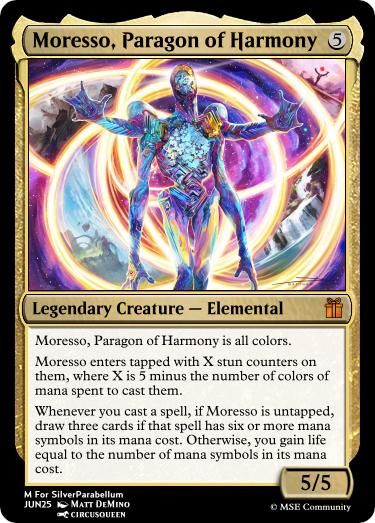 Moresso, Paragon of Harmony 5
Legendary Creature — Elemental
Moresso, Paragon of Harmony is all colors.
Moresso enters tapped with X stun counters on
them, where X is 5 minus the number of colors of
mana spent to cast them.
Whenever you cast a spell, if Moresso is untapped,
draw three cards if that spell has six or more mana
symbols in its mana cost. Otherwise, you gain life
equal to the number of mana symbols in its mana
cost.
5/5
M For SilverParabellum
JUN25 Matt DeMino
circusqueen
© MSE Community